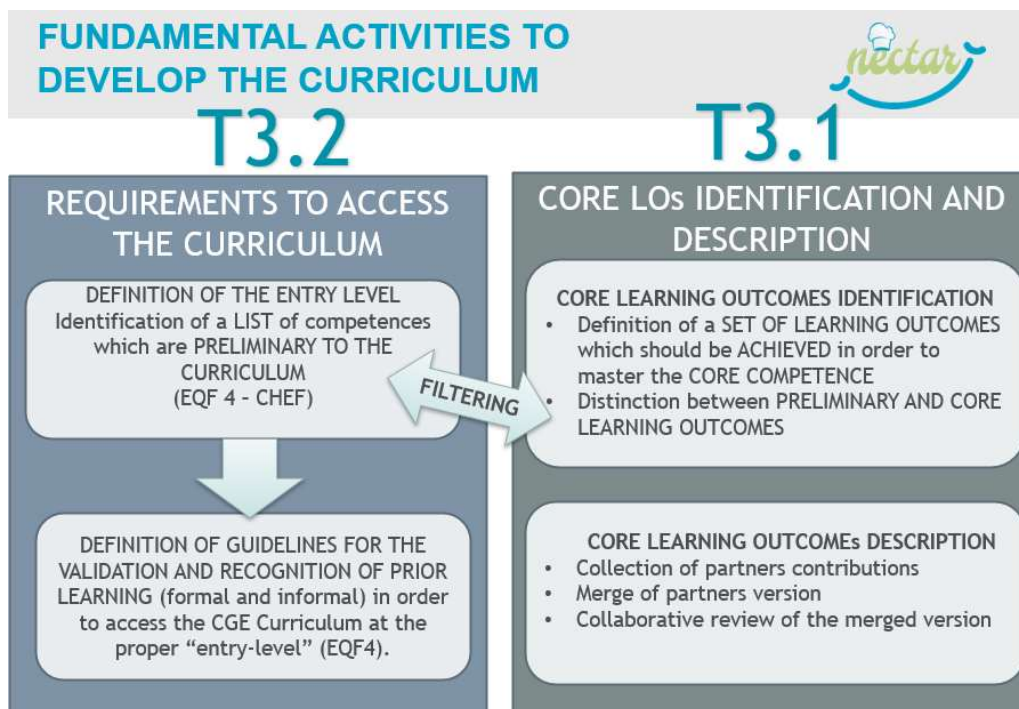 FUNDAMENTAL ACTIVITIES TO
DEVELOP THE CURRICULUM
nectar
T3.2
REQUIREMENTS TO ACCESS
THE CURRICULUM
DEFINITION OF THE ENTRY LEVEL
Identification of a LIST of competences
which are PRELIMINARY TO THE
CURRICULUM
(EQF 4 – CHEF)
DEFINITION OF GUIDELINES FOR THE
VALIDATION AND RECOGNITION OF PRIOR
LEARNING (formal and informal) in order
to access the CGE Curriculum at the
proper “entry-level” (EQF4).
FILTERING
T3.1
CORE LOs IDENTIFICATION AND
DESCRIPTION
CORE LEARNING OUTCOMES IDENTIFICATION
• Definition of a SET OF LEARNING OUTCOMES
which should be ACHIEVED in order to
master the CORE COMPETENCE
• Distinction between PRELIMINARY AND CORE
LEARNING OUTCOMES
CORE LEARNING OUTCOMEs DESCRIPTION
• Collection of partners contributions
• Merge of partners version
• Collaborative review of the merged version